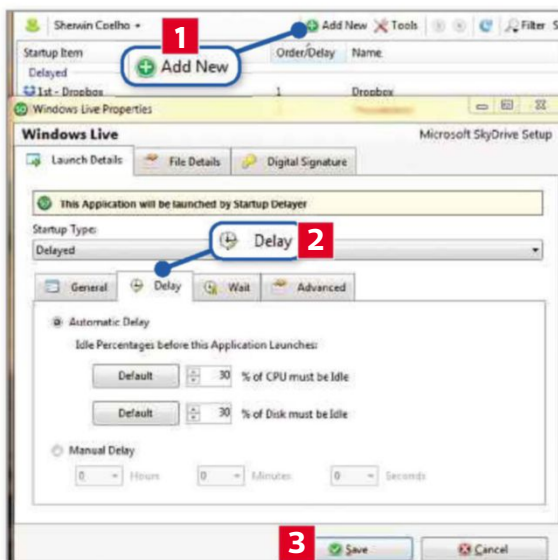 Sherwin Coelho
Add New Tools Filter
1
Startup Item Order/Delay Name
Add New
Delayed
1st - Dropbox 1 Dropbox
Windows Live Properties
Windows Live Microsoft SkyDrive Setup
Launch Details File Details Digital Signature
This Application will be launched by Startup Delayer
Startup Type:
Delay 2
Delayed
General Delay Wait Advanced
Automatic Delay
Idle Percentages before this Application Launches:
Default 30 % of CPU must be Idle
Default 30 % of Disk must be Idle
Manual Delay
0 Hours 0 Minutes 0 Seconds
3 Save Cancel